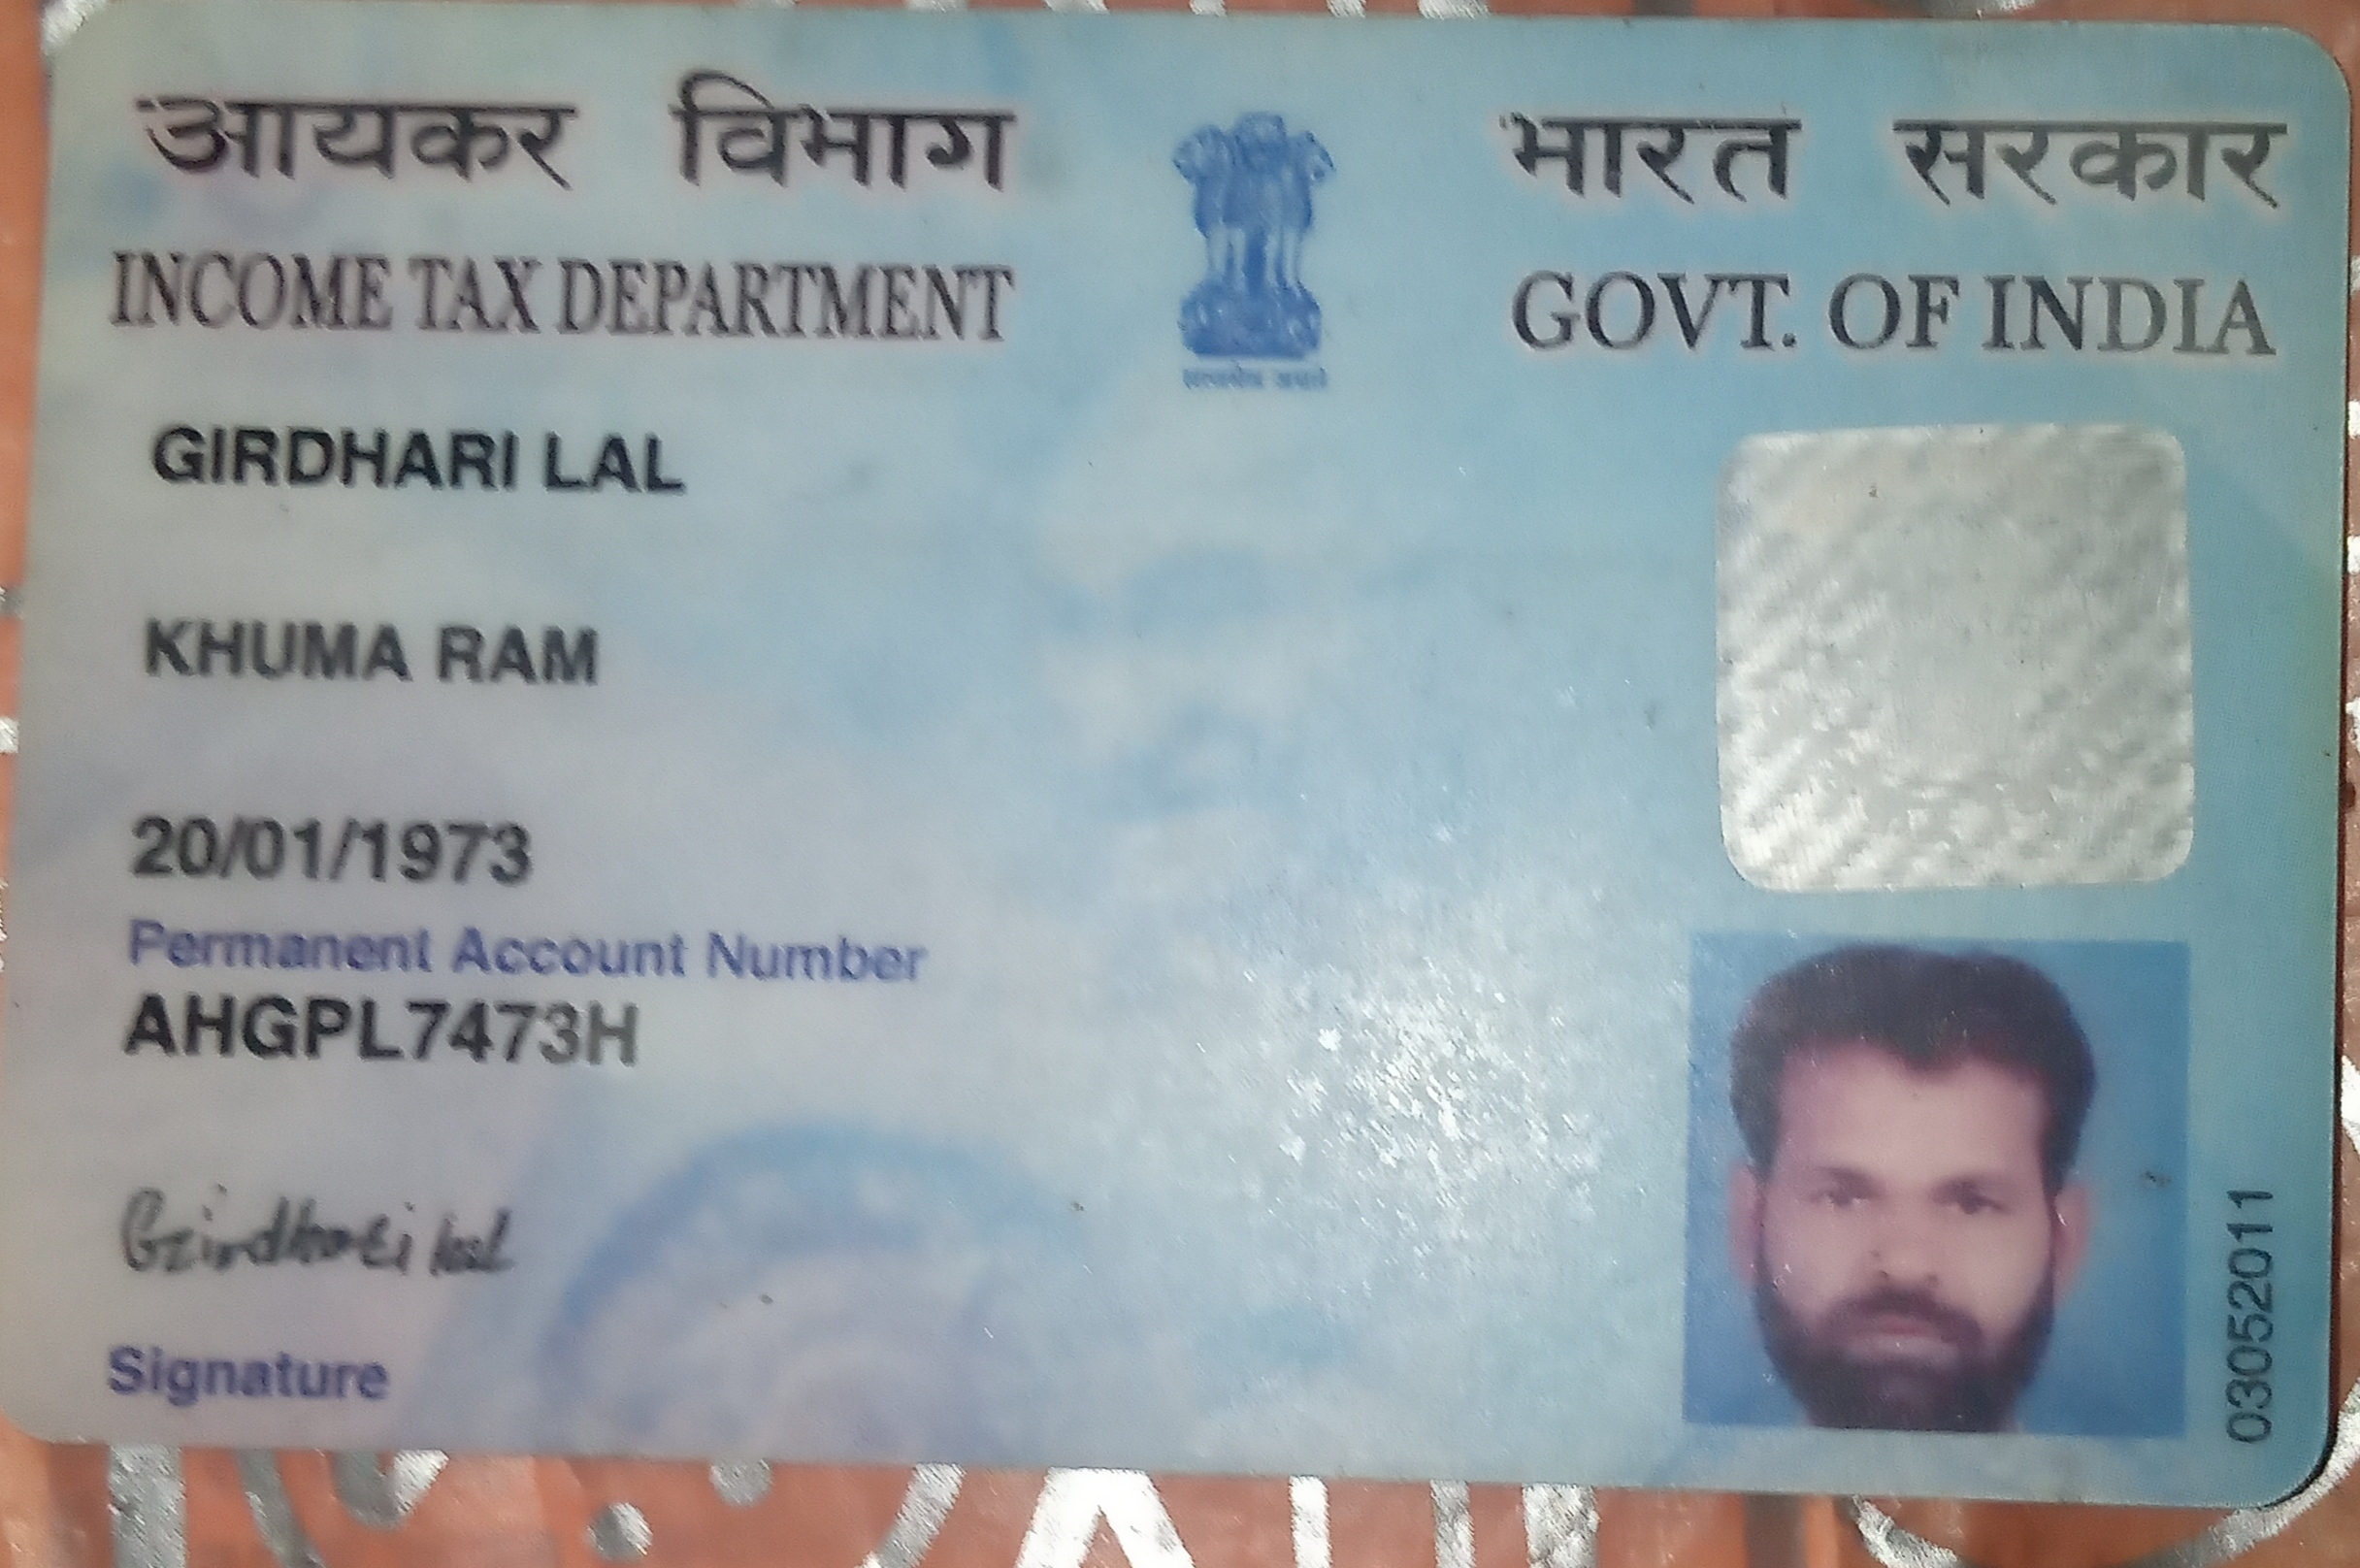 आयकर विभाग
INCOME TAX DEPARTMENT
भारत सरकार
GOVT. OF INDIA
सत्यमेव जयते
GIRDHARI LAL
KHUMA RAM
20/01/1973
Permanent Account Number
AHGPL7473H
Girdhari Lal
Signature
03052011